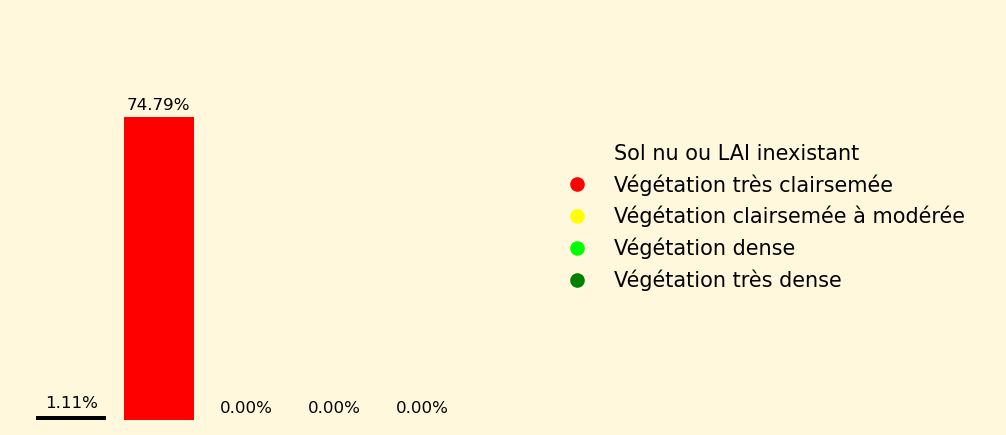 74.79%
1.11%
0.00%
0.00%
0.00%
Sol nu ou LAI inexistant
Végétation très clairsemée
Végétation clairsemée à modérée
Végétation dense
Végétation très dense